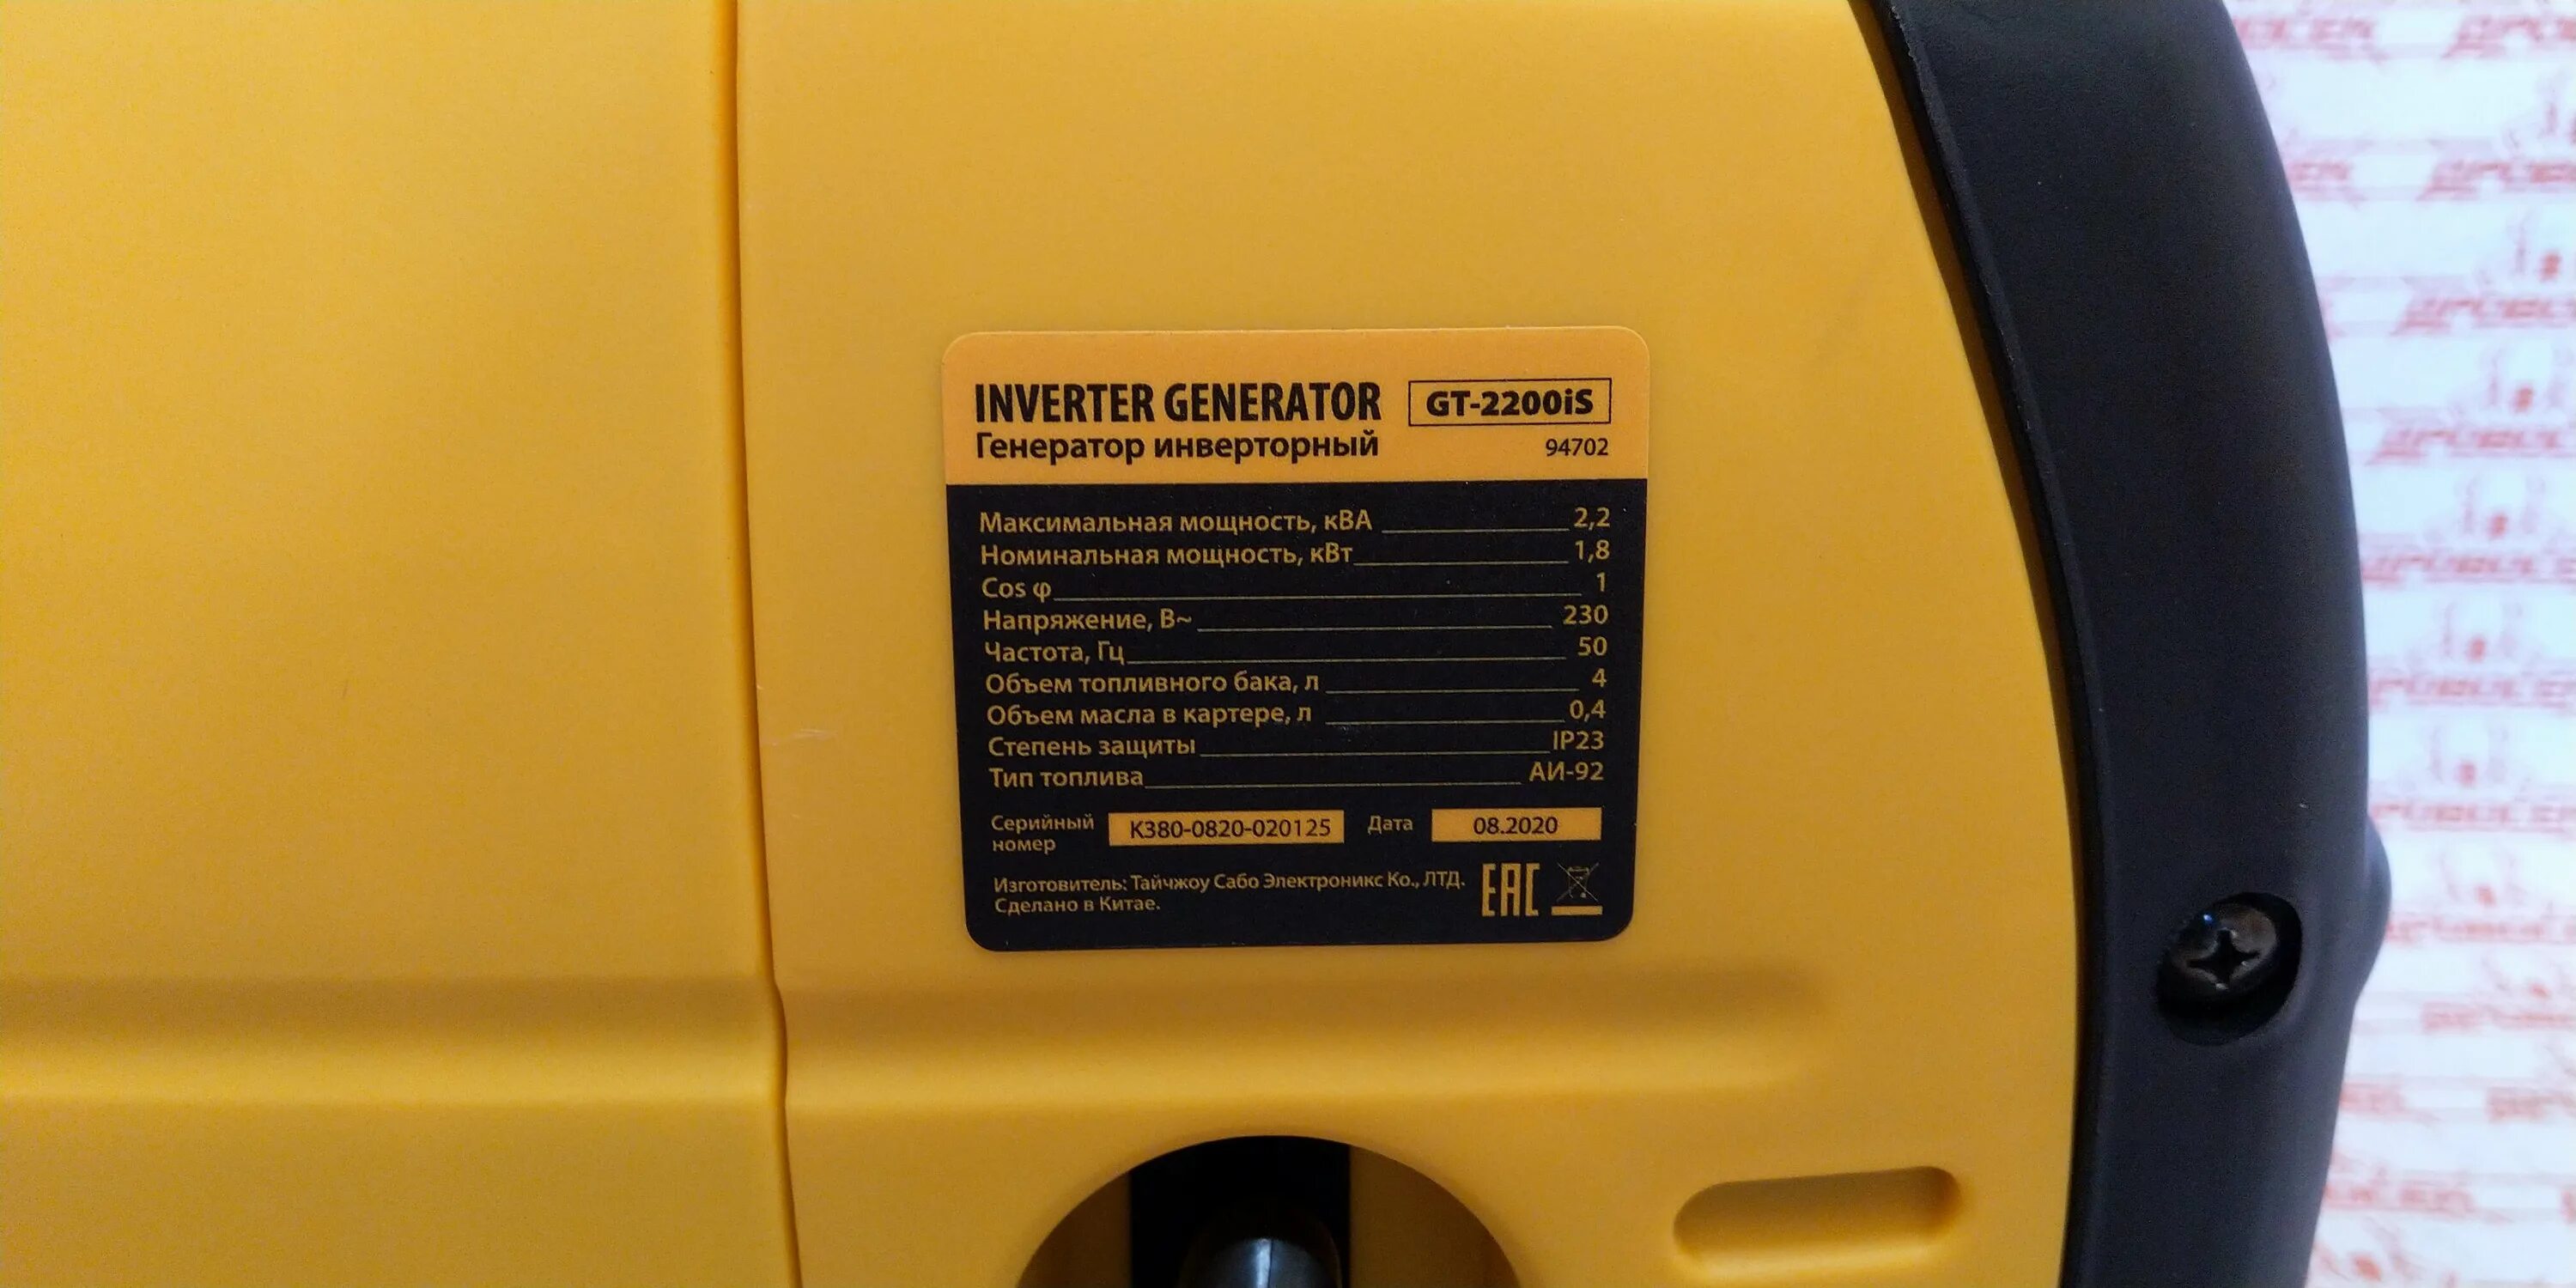 INVERTER GENERATOR GT-2200iS
Генератор инверторный 94702
Максимальная мощность, кВА 2,2
Номинальная мощность, кВт 1,8
Cos φ 1
Напряжение, В~ 230
Частота, Гц 50
Объем топливного бака, л 4
Объем масла в картере, л 0,4
Степень защиты IP23
Тип топлива АИ-92
Серийный номер K380-0820-020125 Дата 08.2020
Изготовитель: Тайчжоу Сабо Электроникс Ко., ЛТД.
Сделано в Китае.
EAC